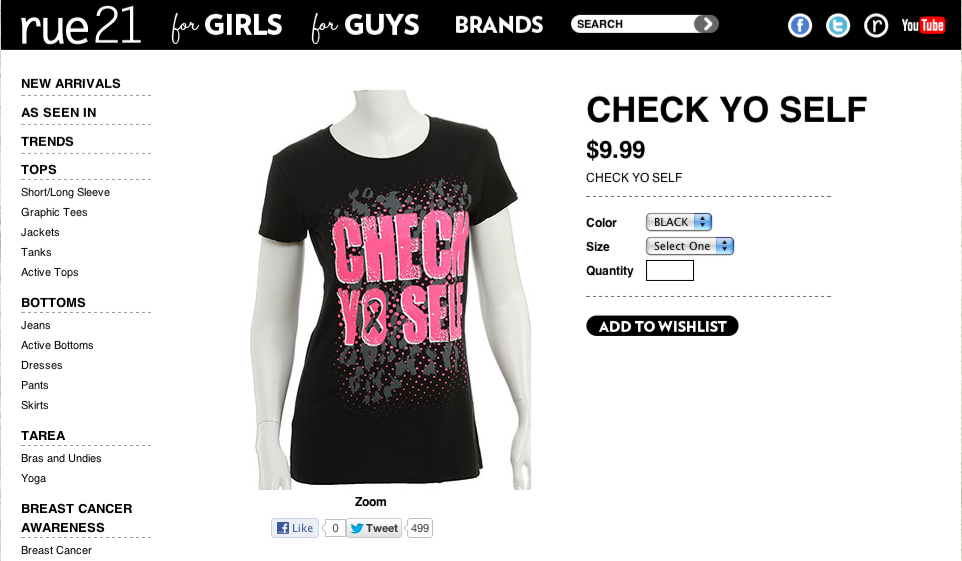 rue21
for GIRLS
for GUYS
BRANDS
SEARCH
f
t
r
YouTube
NEW ARRIVALS
AS SEEN IN
TRENDS
TOPS
Short/Long Sleeve
Graphic Tees
Jackets
Tanks
Active Tops
BOTTOMS
Jeans
Active Bottoms
Dresses
Pants
Skirts
TAREA
Bras and Undies
Yoga
BREAST CANCER
AWARENESS
Breast Cancer
CHECK
YO SELF
Zoom
f Like
0
Tweet
499
CHECK YO SELF
$9.99
CHECK YO SELF
Color BLACK
Size Select One
Quantity
ADD TO WISHLIST